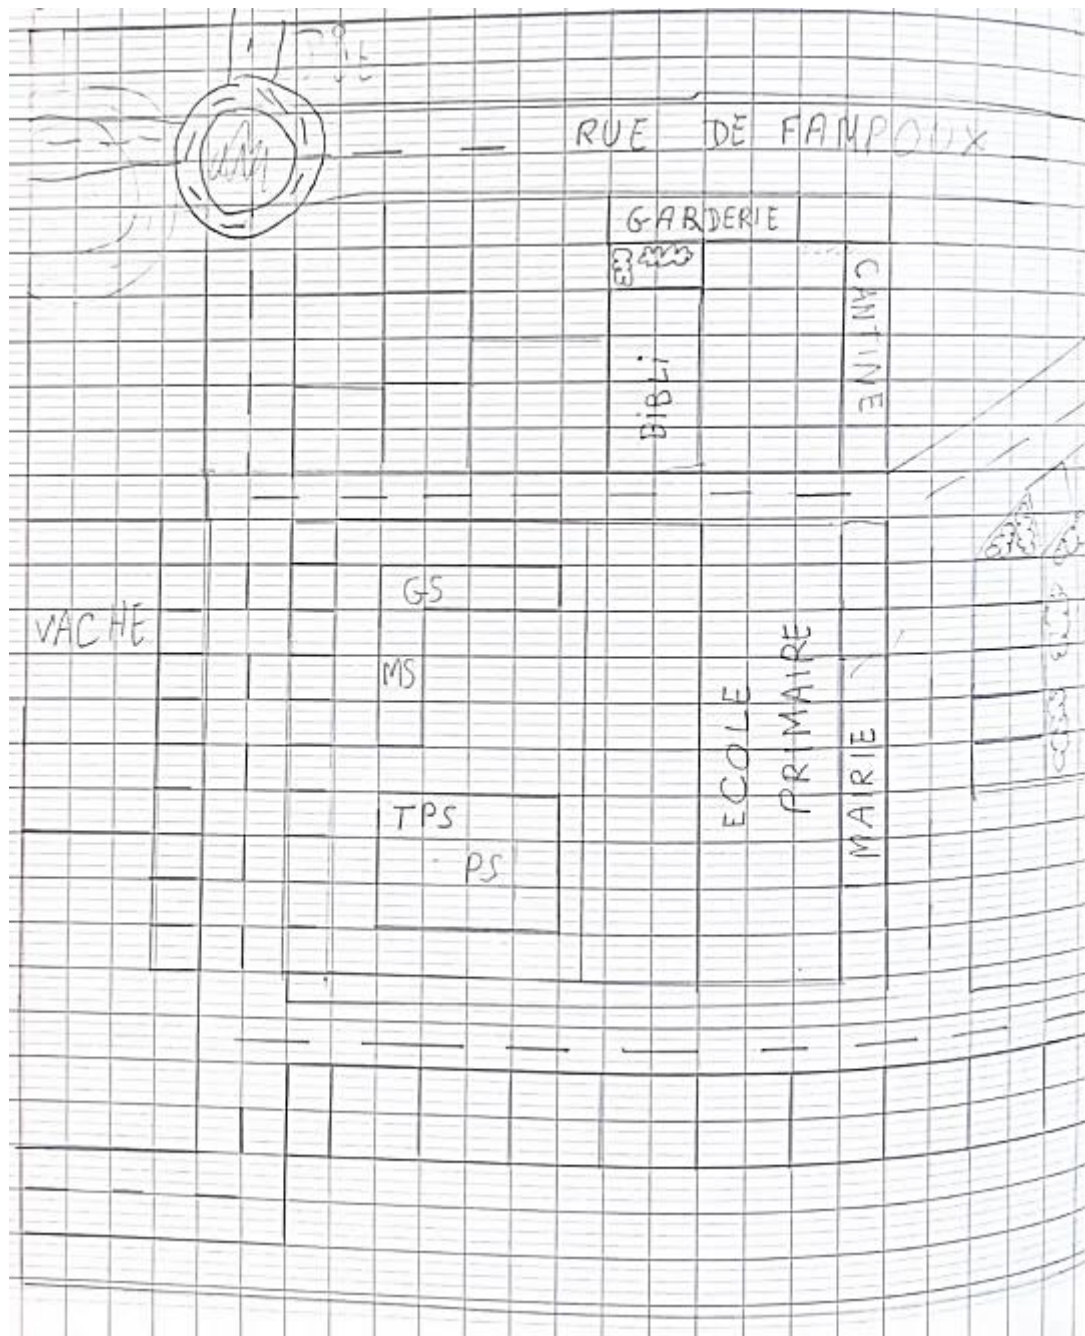 RUE DE FAMPOUX
GARDERIE
CANTINE
BIBLI
GS
VACHE
MS
ECOLE
PRIMAIRE
MAIRIE
TPS
PS